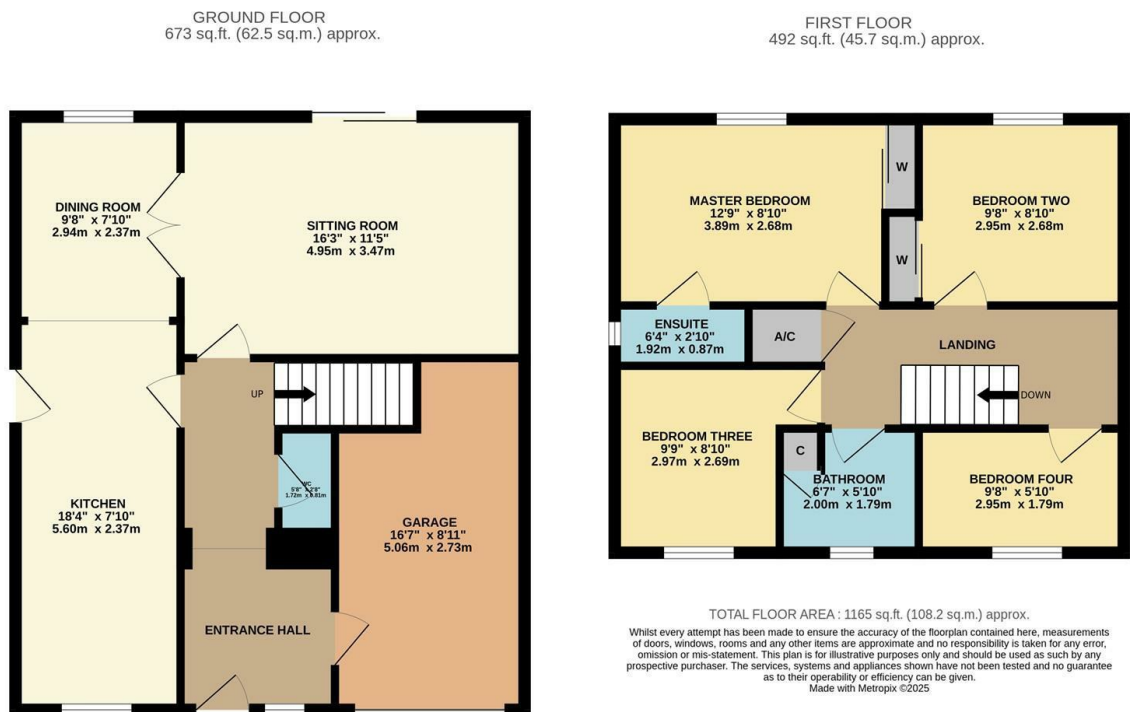 GROUND FLOOR
673 sq.ft. (62.5 sq.m.) approx.
FIRST FLOOR
492 sq.ft. (45.7 sq.m.) approx.
DINING ROOM
9'8" x 7'10"
2.94m x 2.37m
SITTING ROOM
16'3" x 11'5"
4.95m x 3.47m
UP
KITCHEN
18'4" x 7'10"
5.60m x 2.37m
WC
5'8" x 2'8"
1.72m x 0.81m
GARAGE
16'7" x 8'11"
5.06m x 2.73m
ENTRANCE HALL
MASTER BEDROOM
12'9" x 8'10"
3.89m x 2.68m
W
W
BEDROOM TWO
9'8" x 8'10"
2.95m x 2.68m
ENSUITE
6'4" x 2'10"
1.92m x 0.87m
A/C
LANDING
DOWN
BEDROOM THREE
9'9" x 8'10"
2.97m x 2.69m
C
BATHROOM
6'7" x 5'10"
2.00m x 1.79m
BEDROOM FOUR
9'8" x 5'10"
2.95m x 1.79m
TOTAL FLOOR AREA : 1165 sq.ft. (108.2 sq.m.) approx.
Whilst every attempt has been made to ensure the accuracy of the floorplan contained here, measurements
of doors, windows, rooms and any other items are approximate and no responsibility is taken for any error,
omission or mis-statement. This plan is for illustrative purposes only and should be used as such by any
prospective purchaser. The services, systems and appliances shown have not been tested and no guarantee
as to their operability or efficiency can be given.
Made with Metropix ©2025